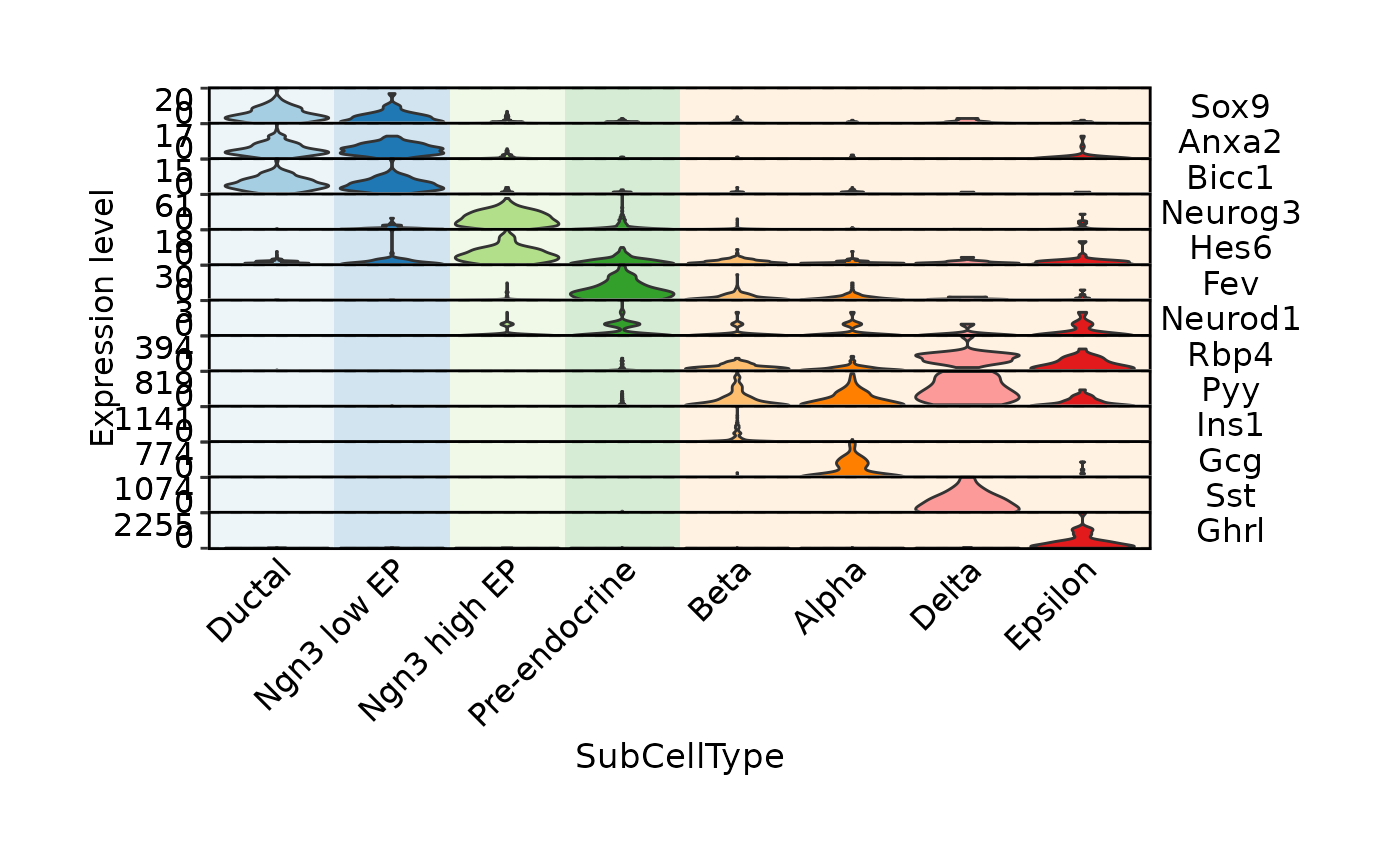 Expression level
20
0
Sox9
17
0
Anxa2
15
0
Bicc1
61
0
Neurog3
18
0
Hes6
30
0
Fev
3
0
Neurod1
394
0
Rbp4
819
0
Pyy
1141
0
Ins1
774
0
Gcg
1074
0
Sst
2255
0
Ghrl
Ductal
Ngn3 low EP
Ngn3 high EP
Pre-endocrine
Beta
Alpha
Delta
Epsilon
SubCellType